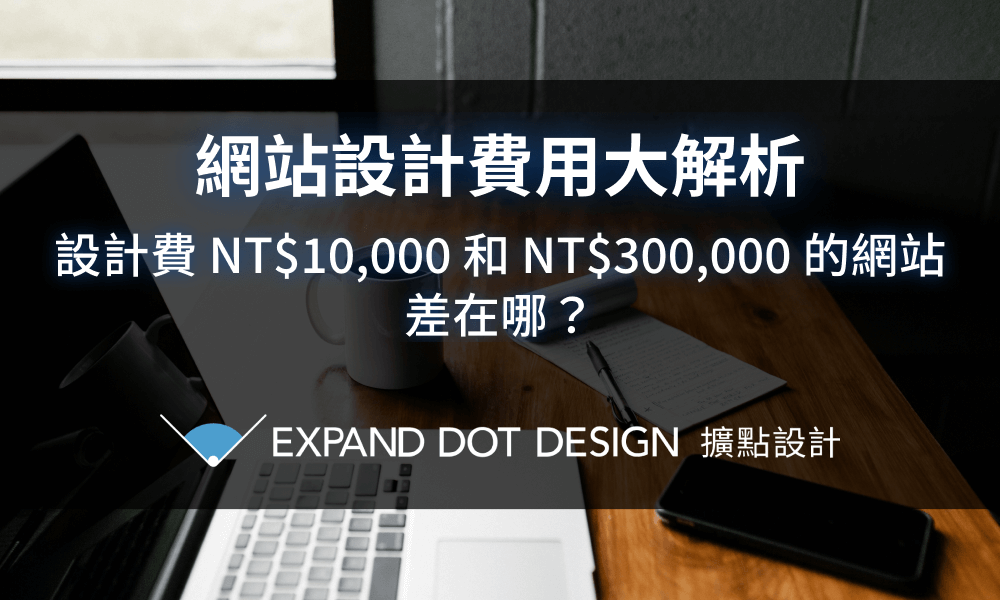 網站設計費用大解析
設計費 NT$10,000 和 NT$300,000 的網站
差在哪？
EXPAND DOT DESIGN 擴點設計